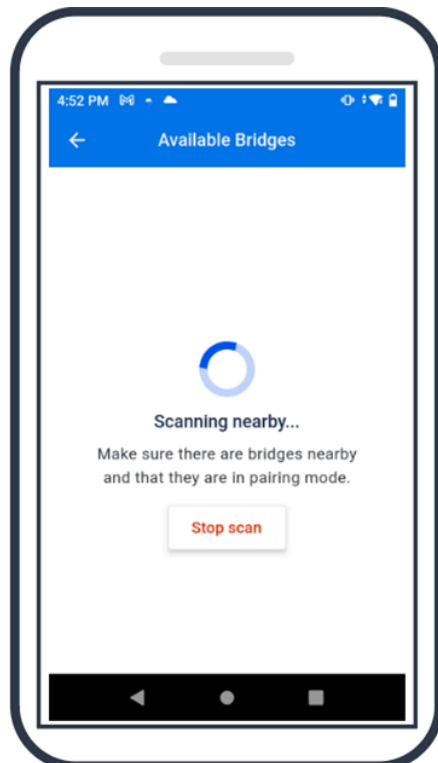 4:52 PM
Available Bridges
Scanning nearby...
Make sure there are bridges nearby
and that they are in pairing mode.
Stop scan